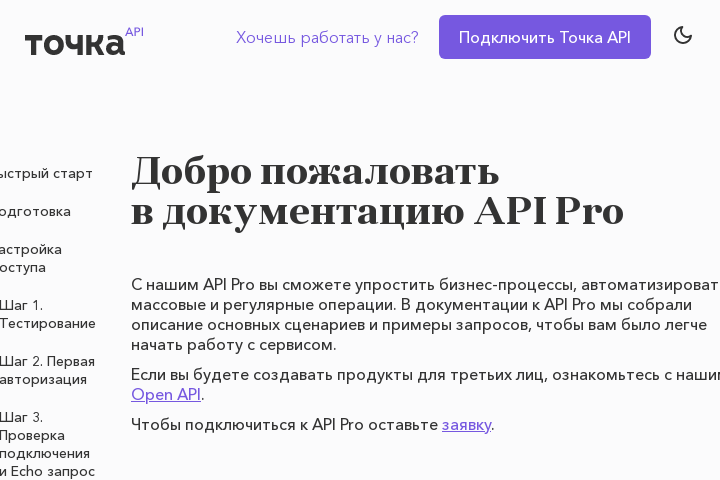 точка API
Хочешь работать у нас?
Подключить Точка API
ыстрый старт
одготовка
астройка
оступа
Шаг 1.
Тестирование
Шаг 2. Первая
авторизация
Шаг 3.
Проверка
подключения
и Echo запрос
Добро пожаловать
в документацию API Pro
С нашим API Pro вы сможете упростить бизнес-процессы, автоматизироват
массовые и регулярные операции. В документации к API Pro мы собрали
описание основных сценариев и примеры запросов, чтобы вам было легче
начать работу с сервисом.
Если вы будете создавать продукты для третьих лиц, ознакомьтесь с наши
Open API.
Чтобы подключиться к API Pro оставьте заявку.